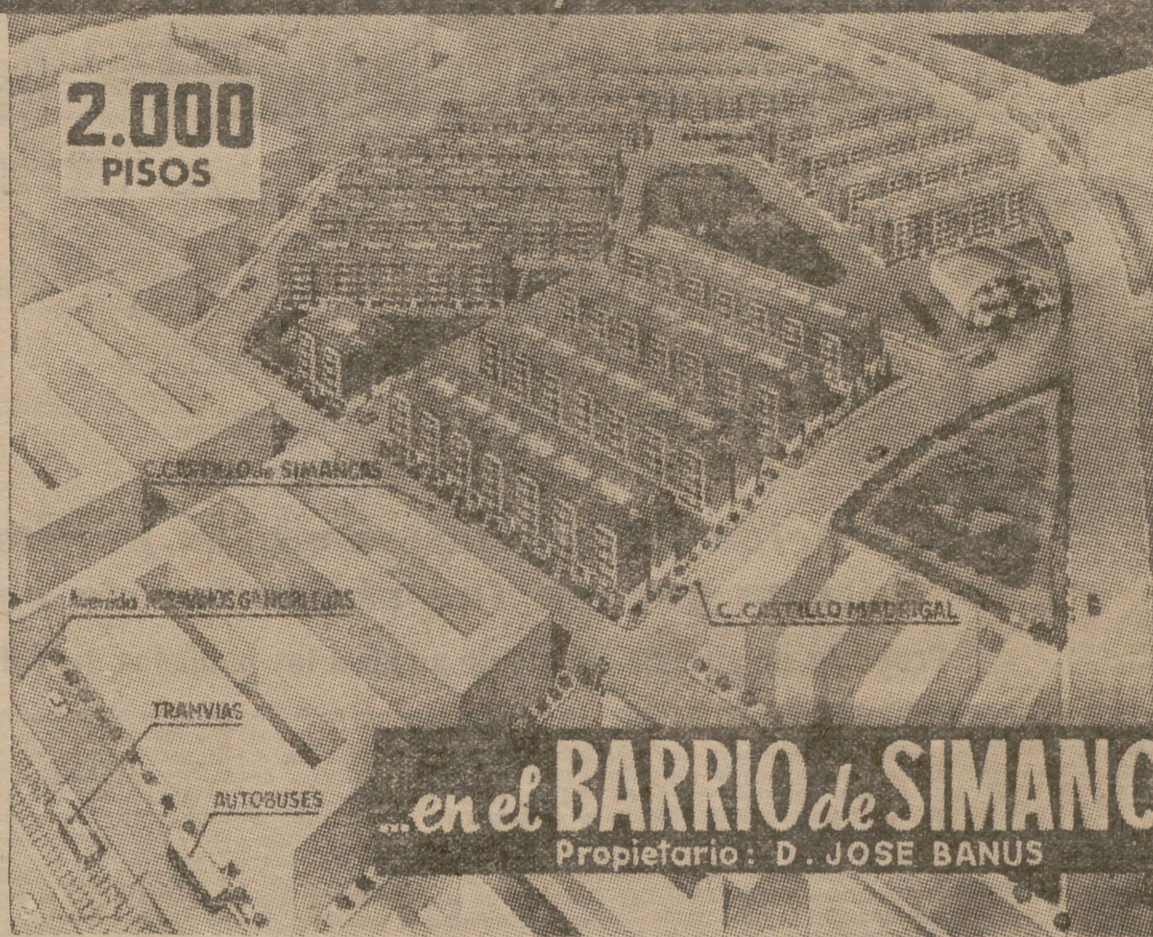 2.000
PISOS
C. CASTILLO de SIMANCAS
Avenida
C. CASTILLO MADRIGAL
TRANVIAS
AUTOBUSES
...en el BARRIO de SIMANC
Propietario: D. JOSE BANUS